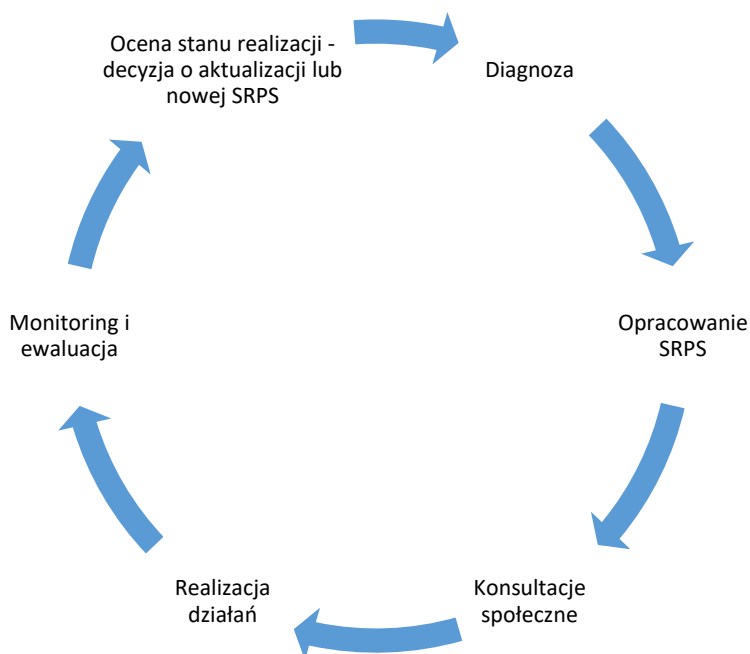 Ocena stanu realizacji -
decyzja o aktualizacji lub
nowej SRPS
Diagnoza
Opracowanie
SRPS
Konsultacje
społeczne
Realizacja
działań
Monitoring i
ewaluacja